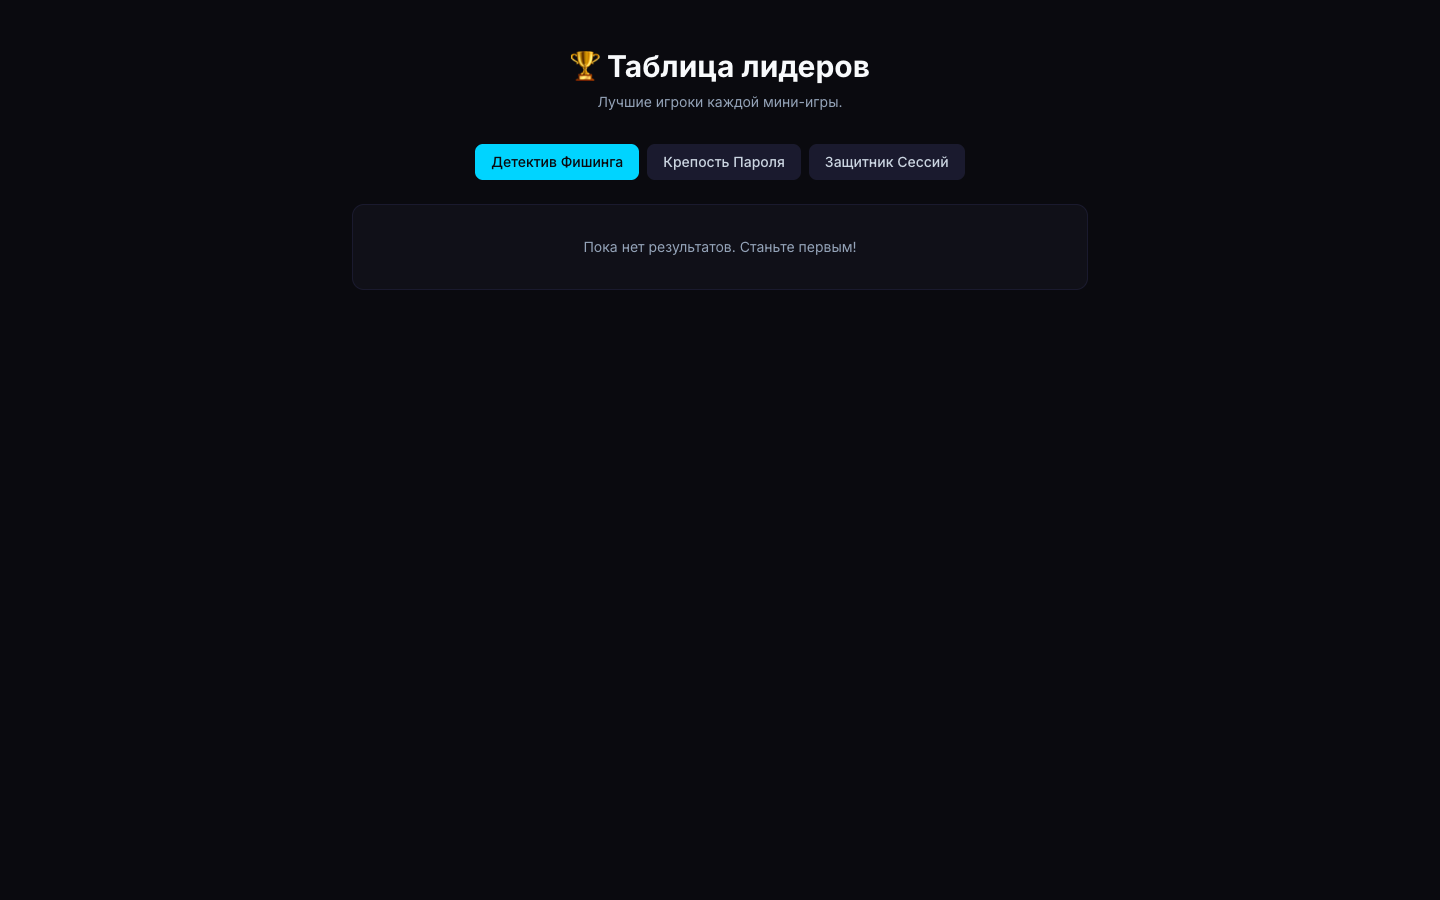 🏆 Таблица лидеров
Лучшие игроки каждой мини-игры.
Детектив Фишинга
Крепость Пароля
Защитник Сессий
Пока нет результатов. Станьте первым!